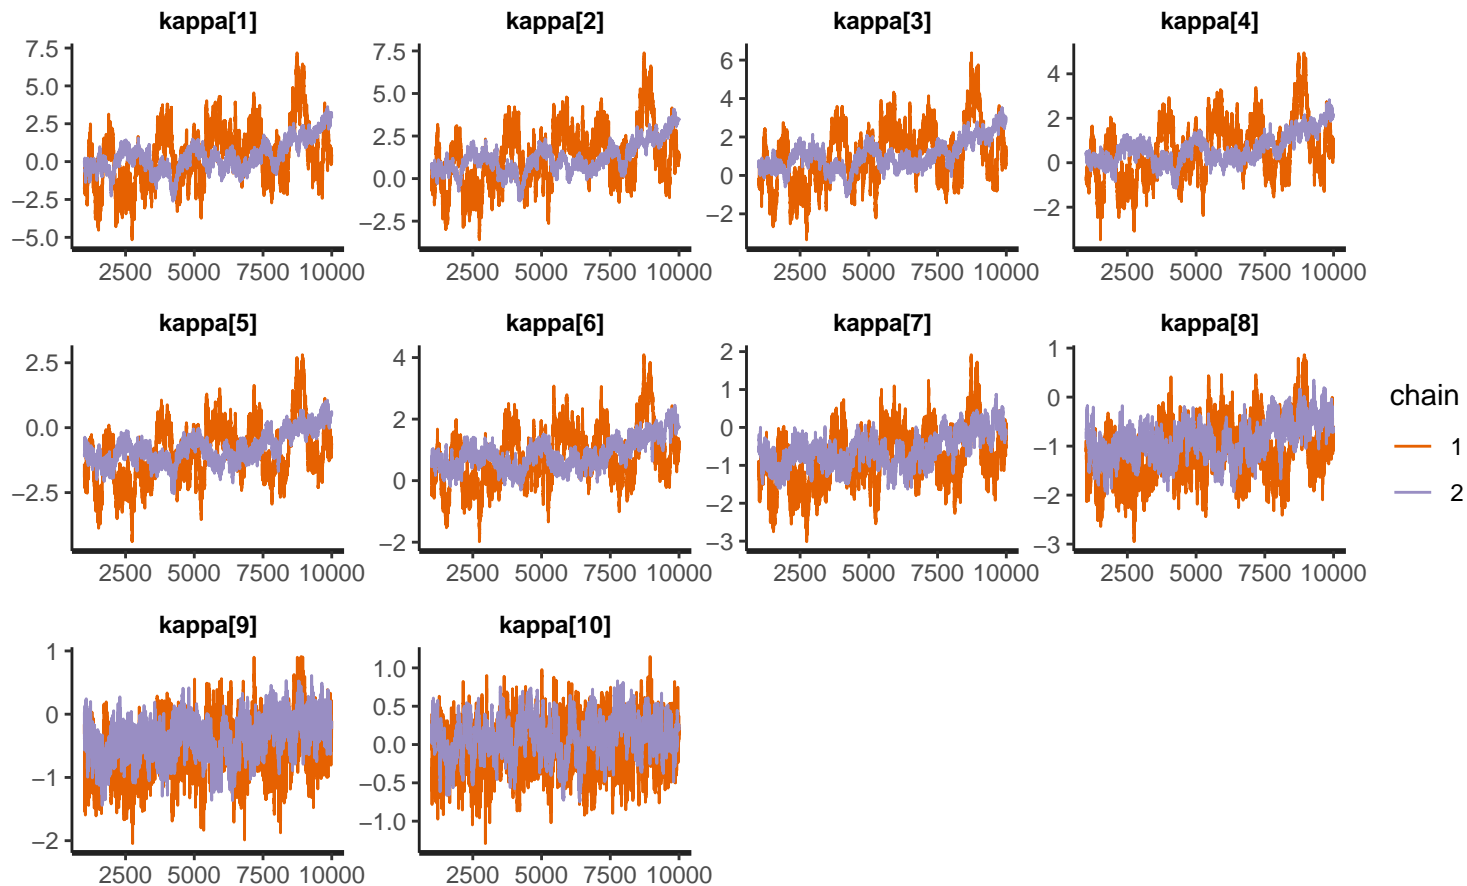 kappa[1] kappa[2] kappa[3] kappa[4]
7.5 7.5 6 4
5.0 5.0 4 2
2.5 2.5 2 0
0.0 0.0 0 −2
−2.5 −2.5 −2
−5.0
2500 5000 7500 10000 2500 5000 7500 10000 2500 5000 7500 10000 2500 5000 7500 10000
kappa[5] kappa[6] kappa[7] kappa[8]
2.5 4 2 1
0.0 2 1 0
−2.5 0 0 −1
−2 −1 −2
−2 −3
−3
2500 5000 7500 10000 2500 5000 7500 10000 2500 5000 7500 10000 2500 5000 7500 10000
chain
1
2
kappa[9] kappa[10]
1 1.0
0 0.5
−1 0.0
−2 −0.5
−1.0
2500 5000 7500 10000 2500 5000 7500 10000